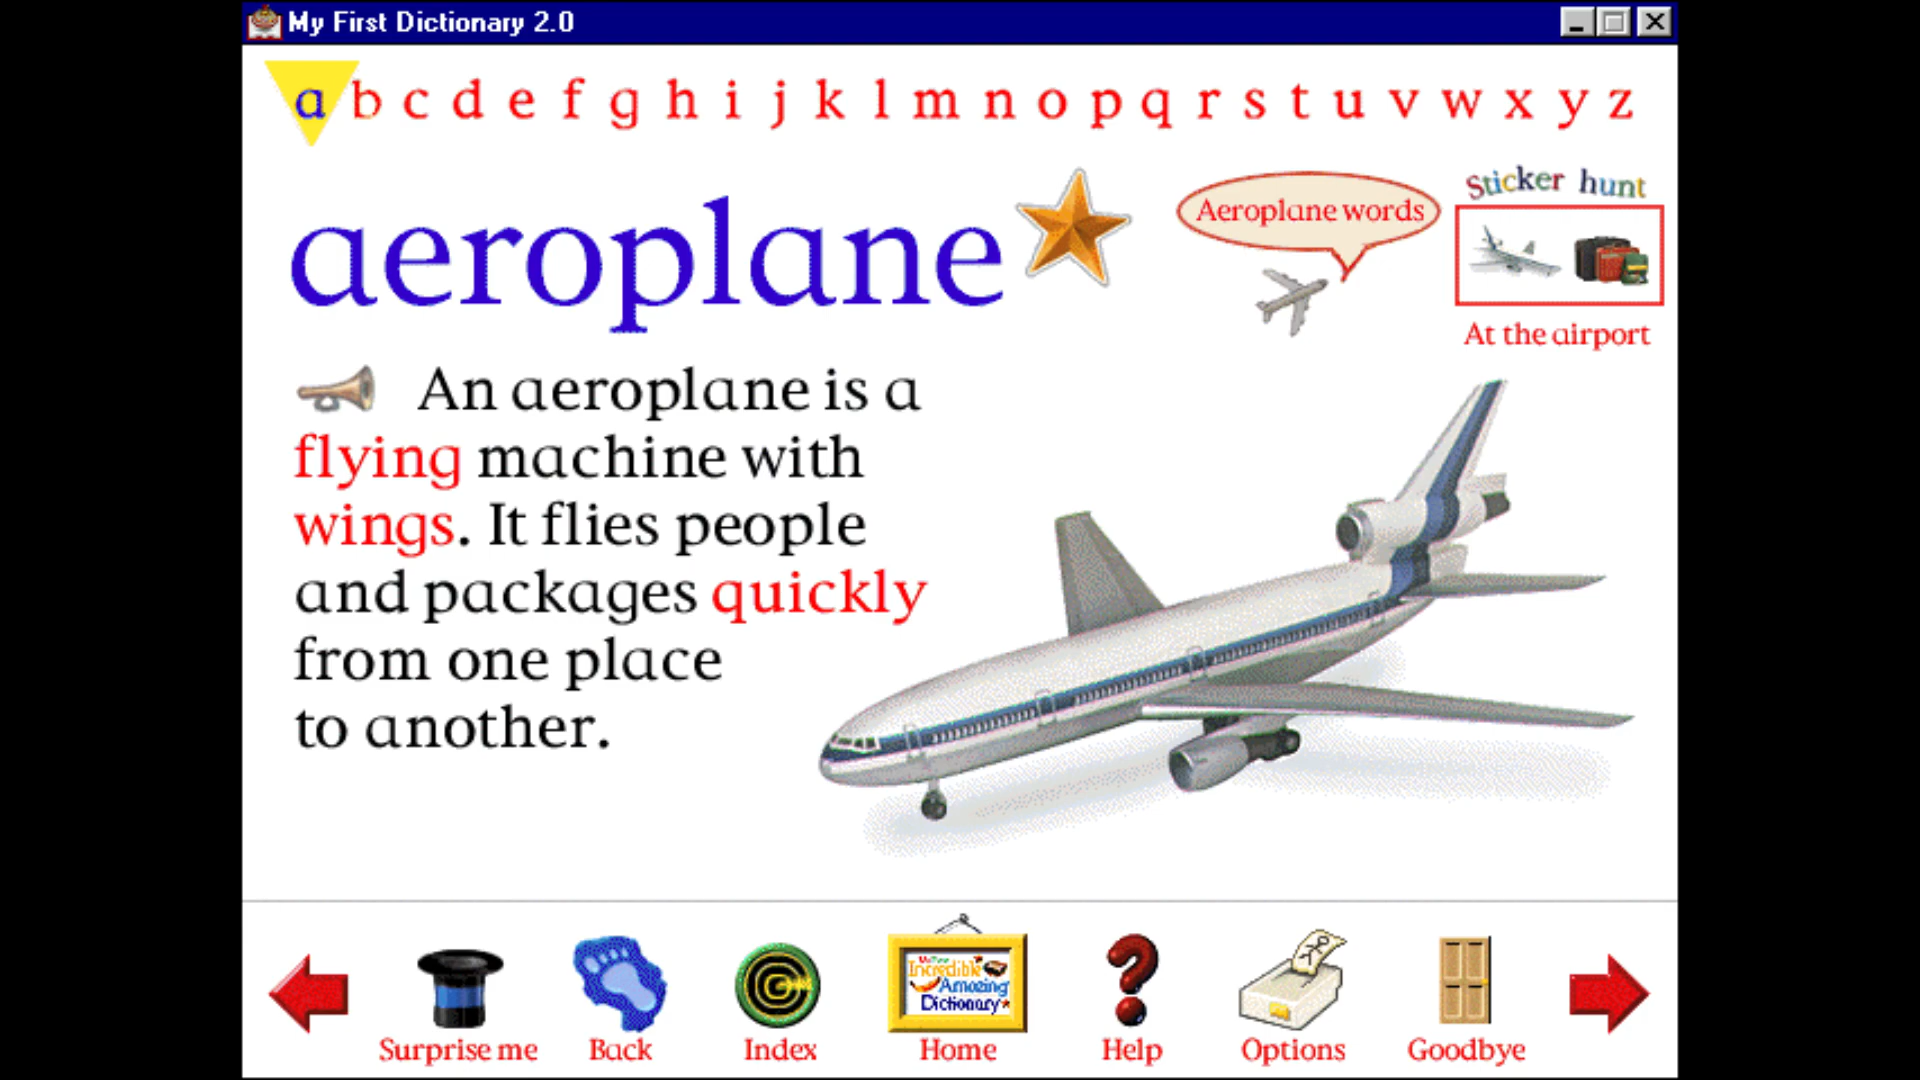 My First Dictionary 2.0
a b c d e f g h i j k l m n o p q r s t u v w x y z
aeroplane
Aeroplane words
Sticker hunt
At the airport
An aeroplane is a
flying machine with
wings. It flies people
and packages quickly
from one place
to another.
My First
Incredible
Amazing
Dictionary
Surprise me
Back
Index
Home
Help
Options
Goodbye